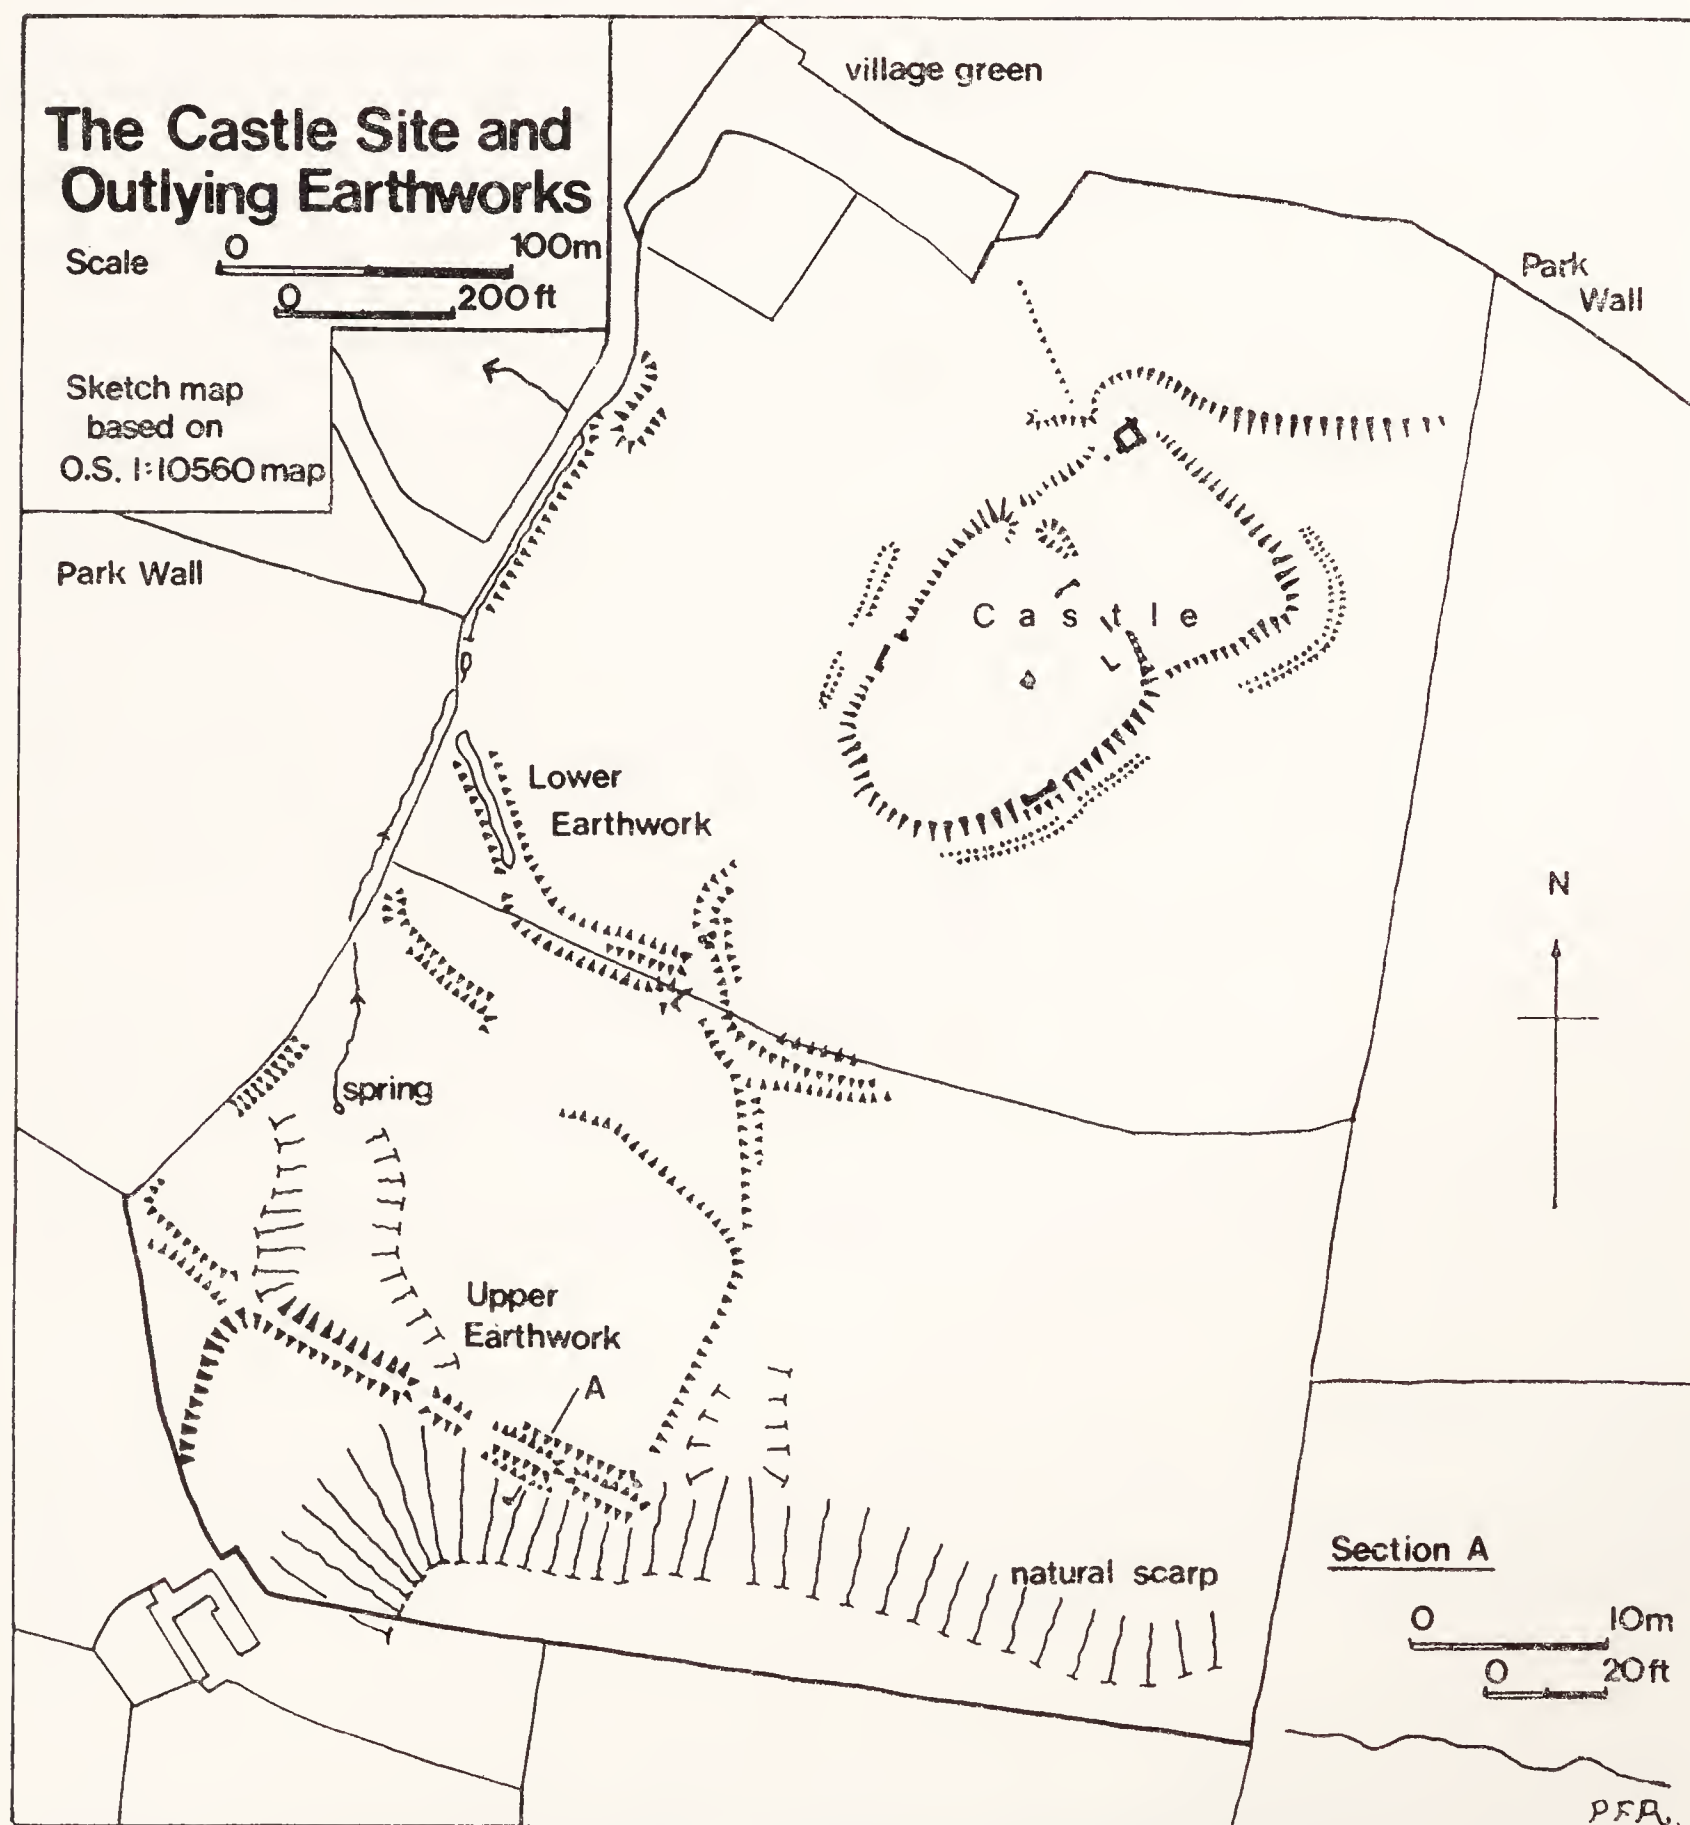 The Castle Site and
Outlying Earthworks
Scale
0 100m
0 200ft
Sketch map
based on
O.S. 1:10560 map
village green
Park
Wall
Park Wall
Castle
Lower
Earthwork
N
spring
Upper
Earthwork
A
natural scarp
Section A
0 10m
0 20ft
P.F.R.